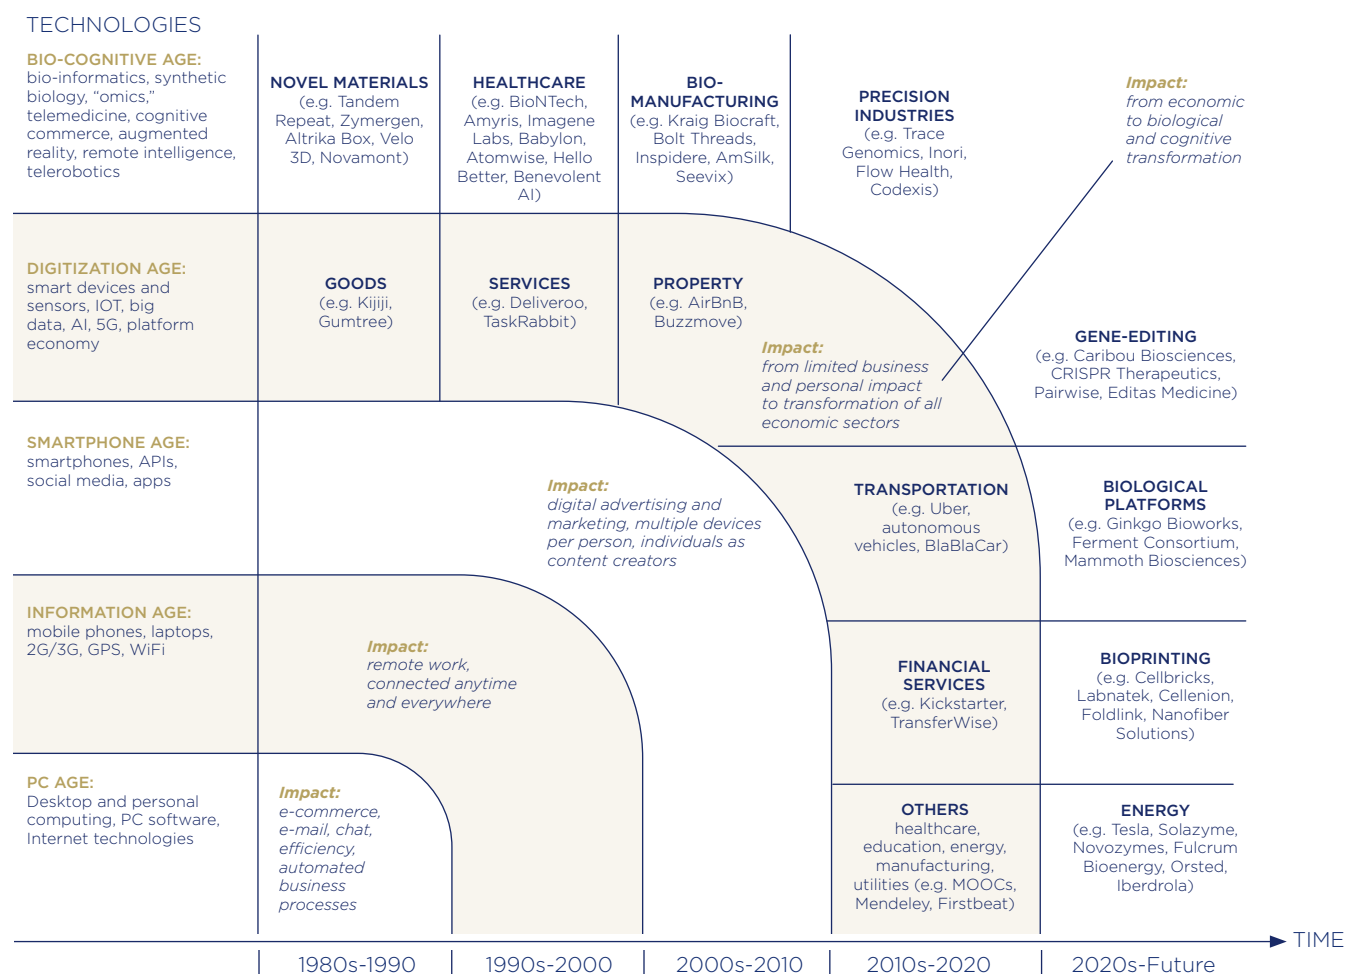 TECHNOLOGIES
BIO-COGNITIVE AGE:
bio-informatics, synthetic
biology, “omics,”
telemedicine, cognitive
commerce, augmented
reality, remote intelligence,
telerobotics
NOVEL MATERIALS
(e.g. Tandem
Repeat, Zymergen,
Altrika Box, Velo
3D, Novamont)
HEALTHCARE
(e.g. BioNTech,
Amyris, Imagene
Labs, Babylon,
Atomwise, Hello
Better, Benevolent
AI)
BIO-
MANUFACTURING
(e.g. Kraig Biocraft,
Bolt Threads,
Inspidere, AmSilk,
Seevix)
PRECISION
INDUSTRIES
(e.g. Trace
Genomics, Inori,
Flow Health,
Codexis)
Impact:
from economic
to biological
and cognitive
transformation
DIGITIZATION AGE:
smart devices and
sensors, IOT, big
data, AI, 5G, platform
economy
GOODS
(e.g. Kijiji,
Gumtree)
SERVICES
(e.g. Deliveroo,
TaskRabbit)
PROPERTY
(e.g. AirBnB,
Buzzmove)
Impact:
from limited business
and personal impact
to transformation of all
economic sectors
GENE-EDITING
(e.g. Caribou Biosciences,
CRISPR Therapeutics,
Pairwise, Editas Medicine)
SMARTPHONE AGE:
smartphones, APIs,
social media, apps
Impact:
digital advertising and
marketing, multiple devices
per person, individuals as
content creators
TRANSPORTATION
(e.g. Uber,
autonomous
vehicles, BlaBlaCar)
BIOLOGICAL
PLATFORMS
(e.g. Ginkgo Bioworks,
Ferment Consortium,
Mammoth Biosciences)
INFORMATION AGE:
mobile phones, laptops,
2G/3G, GPS, WiFi
Impact:
remote work,
connected anytime
and everywhere
FINANCIAL
SERVICES
(e.g. Kickstarter,
TransferWise)
BIOPRINTING
(e.g. Cellbricks,
Labnatek, Cellenion,
Foldlink, Nanofiber
Solutions)
PC AGE:
Desktop and personal
computing, PC software,
Internet technologies
Impact:
e-commerce,
e-mail, chat,
efficiency,
automated
business
processes
OTHERS
healthcare,
education, energy,
manufacturing,
utilities (e.g. MOOCs,
Mendeley, Firstbeat)
ENERGY
(e.g. Tesla, Solazyme,
Novozymes, Fulcrum
Bioenergy, Orsted,
Iberdrola)
TIME
1980s-1990
1990s-2000
2000s-2010
2010s-2020
2020s-Future